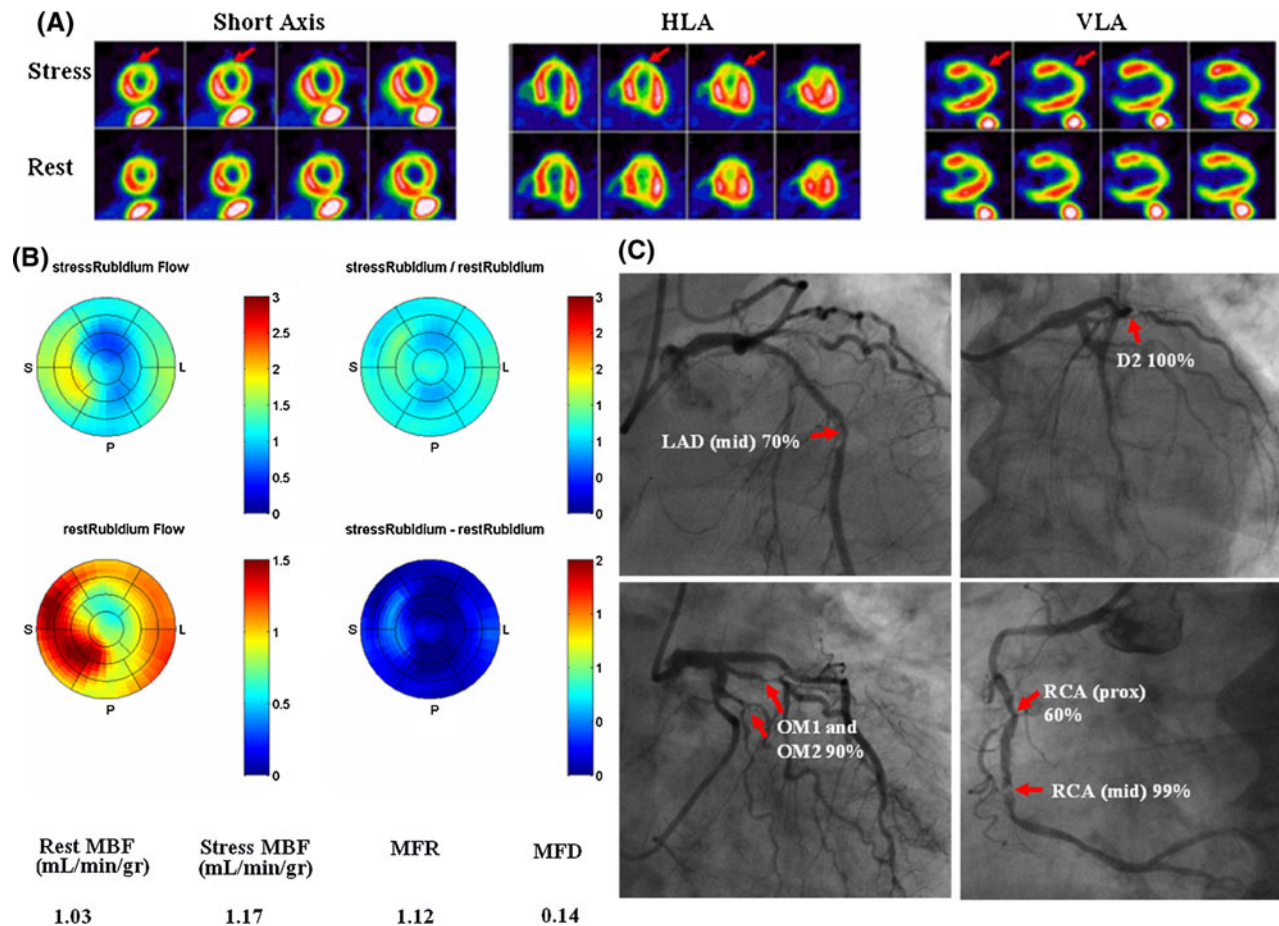 (A)
Short Axis
HLA
VLA
Stress
Rest
(B)
stressRubidium Flow
S
L
P
3
2.5
2
1.5
1
0.5
0
stressRubidium / restRubidium
3
2
2
1
1
0
0
restRubidium Flow
S
L
P
1.5
1
0.5
0
stressRubidium - restRubidium
2
1
1
0
0
Rest MBF
(mL/min/gr)
Stress MBF
(mL/min/gr)
MFR
MFD
1.03
1.17
1.12
0.14
(C)
LAD (mid) 70%
D2 100%
OM1 and
OM2 90%
RCA (prox)
60%
RCA (mid) 99%